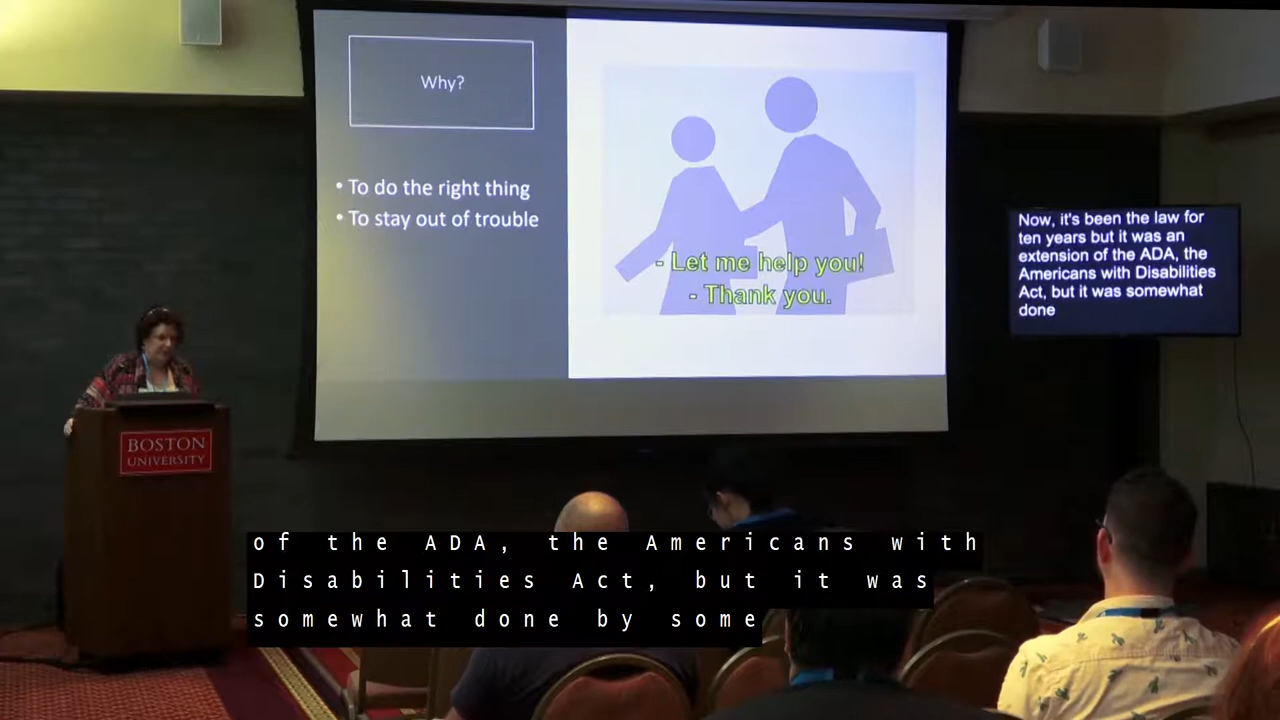 Why?
• To do the right thing
• To stay out of trouble
- Let me help you!
- Thank you.
Now, it's been the law for
ten years but it was an
extension of the ADA, the
Americans with Disabilities
Act, but it was somewhat
done
BOSTON
UNIVERSITY
of the ADA, the Americans with
Disabilities Act, but it was
somewhat done by some